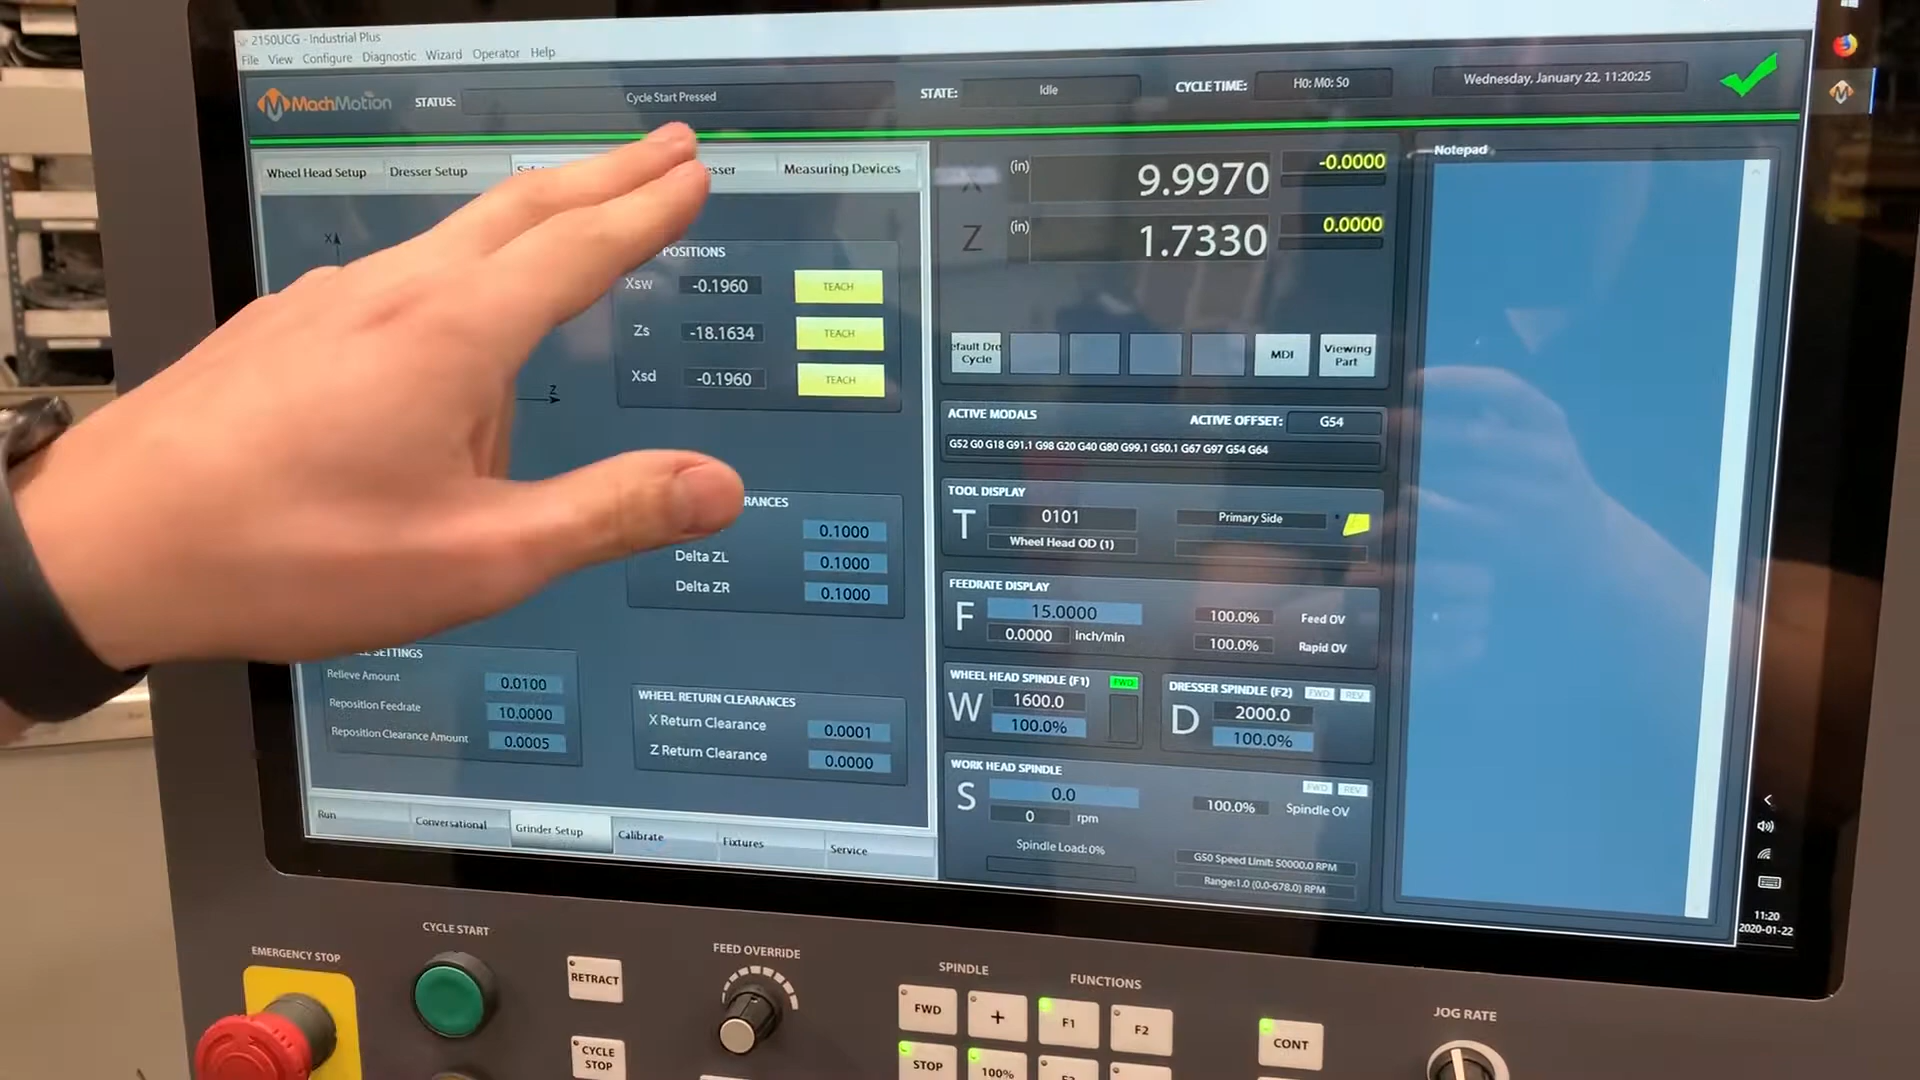 2150UCG - Industrial Plus
File View Configure Diagnostic Wizard Operator Help
MachMotion
STATUS:
Cycle Start Pressed
STATE:
Idle
CYCLE TIME:
H0: M0: S0
Wednesday, January 22, 11:20:25
Wheel Head Setup
Dresser Setup
Measuring Devices
X
Z
POSITIONS
Xsw
-0.1960
TEACH
Zs
-18.1634
TEACH
Xsd
-0.1960
TEACH
0.1000
Delta ZL
0.1000
Delta ZR
0.1000
SETTINGS
Relieve Amount
0.0100
Reposition Feedrate
10.0000
Reposition Clearance Amount
0.0005
WHEEL RETURN CLEARANCES
X Return Clearance
0.0001
Z Return Clearance
0.0000
Run
Conversational
Grinder Setup
Calibrate
Fixtures
Service
X
(in)
9.9970
-0.0000
Z
(in)
1.7330
0.0000
Cycle
MDI
Viewing
Part
ACTIVE MODALS
ACTIVE OFFSET:
G54
G52 G0 G18 G91.1 G98 G20 G40 G80 G99.1 G50.1 G67 G97 G54 G64
TOOL DISPLAY
T
0101
Wheel Head OD (1)
Primary Side
FEEDRATE DISPLAY
F
15.0000
0.0000
inch/min
100.0%
Feed OV
100.0%
Rapid OV
WHEEL HEAD SPINDLE (F1)
FWD
W
1600.0
100.0%
DRESSER SPINDLE (F2)
FWD
REV
D
2000.0
100.0%
WORK HEAD SPINDLE
FWD
REV
S
0.0
0
rpm
100.0%
Spindle OV
Spindle Load:0%
G50 Speed Limit: 50000.0 RPM
Range:1.0 (0.0-678.0) RPM
Notepad
11:20
2020-01-22
EMERGENCY STOP
CYCLE START
RETRACT
CYCLE
STOP
FEED OVERRIDE
SPINDLE
FWD
+
STOP
100%
FUNCTIONS
F1
F2
CONT
JOG RATE